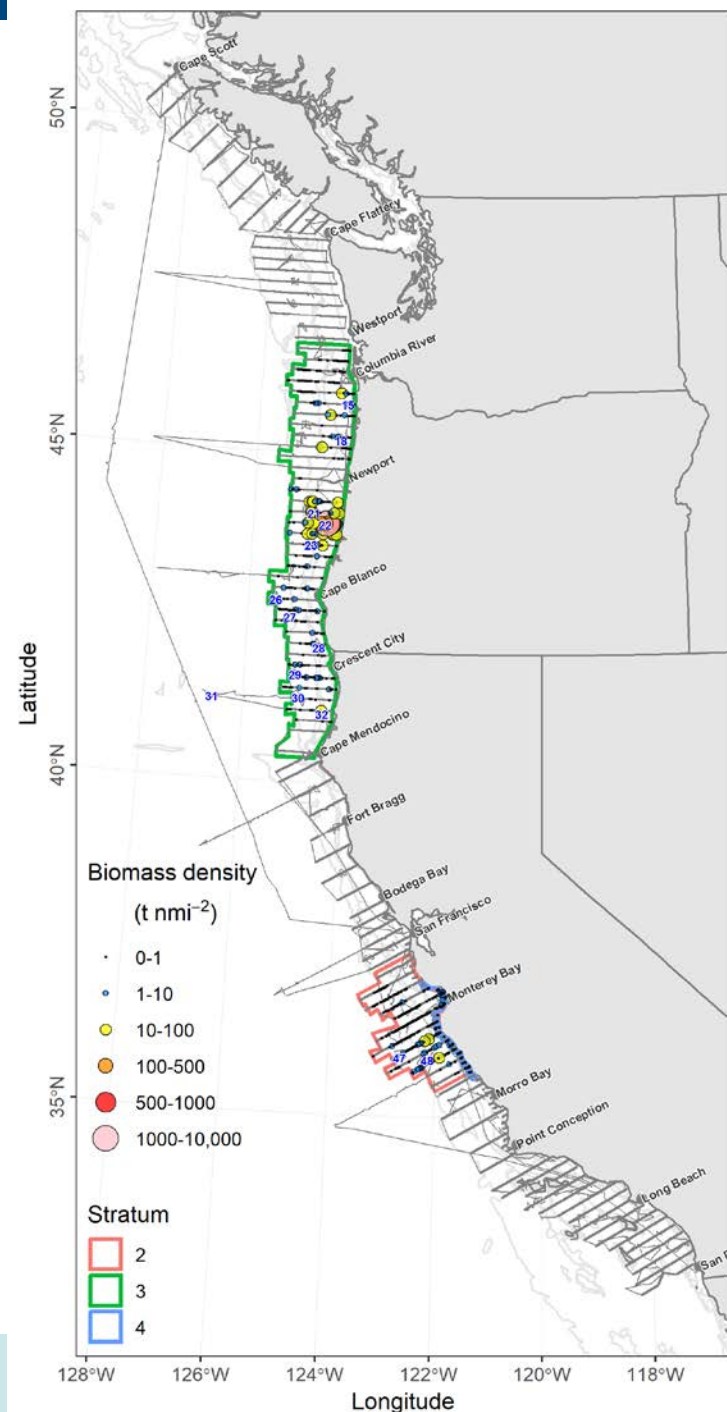 Cape Scott
50°N
Cape Flattery
Westport
Columbia River
15
45°N
18
Newport
21
22
23
Cape Blanco
26
27
28
Crescent City
29
31
30
32
Latitude
Cape Mendocino
40°N
Fort Bragg
Biomass density
(t nmi⁻²)
Bodega Bay
San Francisco
0-1
1-10
Monterey Bay
10-100
47
48
100-500
35°N
Morro Bay
500-1000
1000-10,000
Point Conception
Long Beach
Stratum
2
San
3
4
128°W
126°W
124°W
122°W
120°W
118°W
Longitude